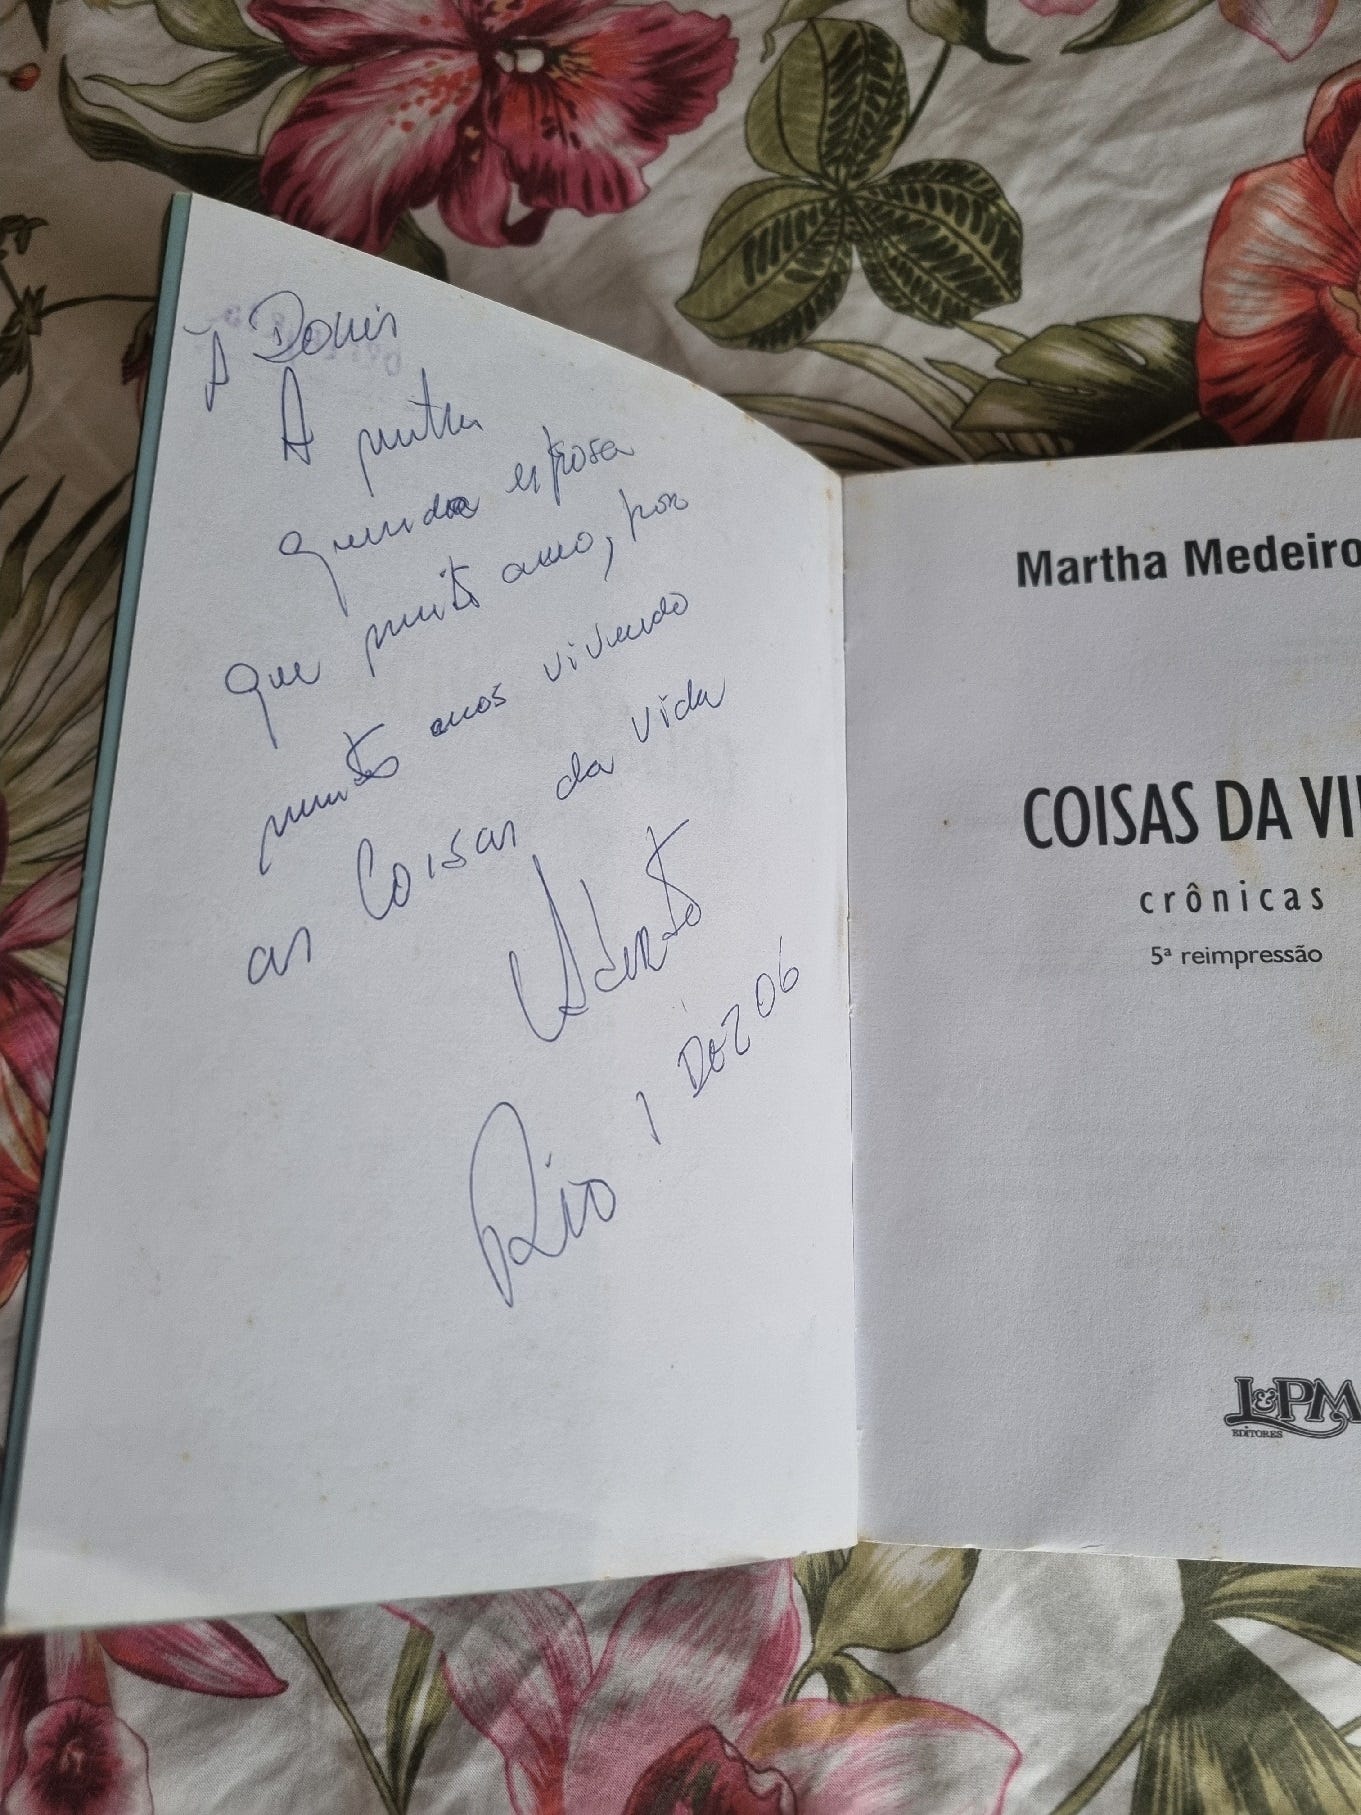 À Dorris
A minha
querida esposa
que muito amo, por
muitos anos vivendo
as Coisas da vida
Rio 1 DEZ 06
Martha Medeiro
COISAS DA VI
crônicas
5ª reimpressão
L&PM
EDITORES